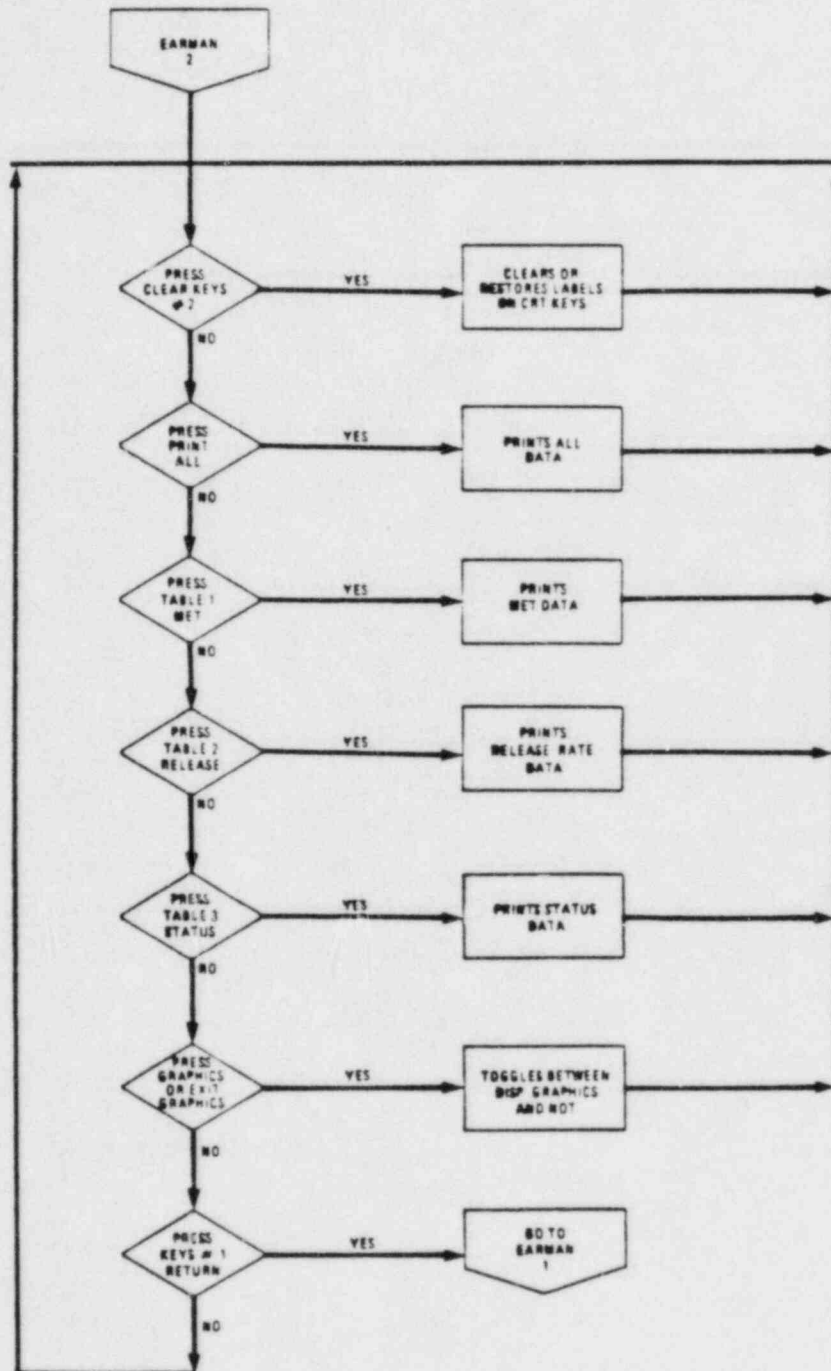 EARMAN
2
PRESS
CLEAR KEYS
# 2
YES
CLEARS OR
RESTORES LABELS
ON CRT KEYS
NO
PRESS
PRINT
ALL
YES
PRINTS ALL
DATA
NO
PRESS
TABLE 1
MET
YES
PRINTS
MET DATA
NO
PRESS
TABLE 2
RELEASE
YES
PRINTS
RELEASE RATE
DATA
NO
PRESS
TABLE 3
STATUS
YES
PRINTS STATUS
DATA
NO
PRESS
GRAPHICS
OR EXIT
GRAPHICS
YES
TOGGLES BETWEEN
DISP. GRAPHICS
AND NOT
NO
PRESS
KEYS # 1
RETURN
YES
GO TO
EARMAN
1
NO